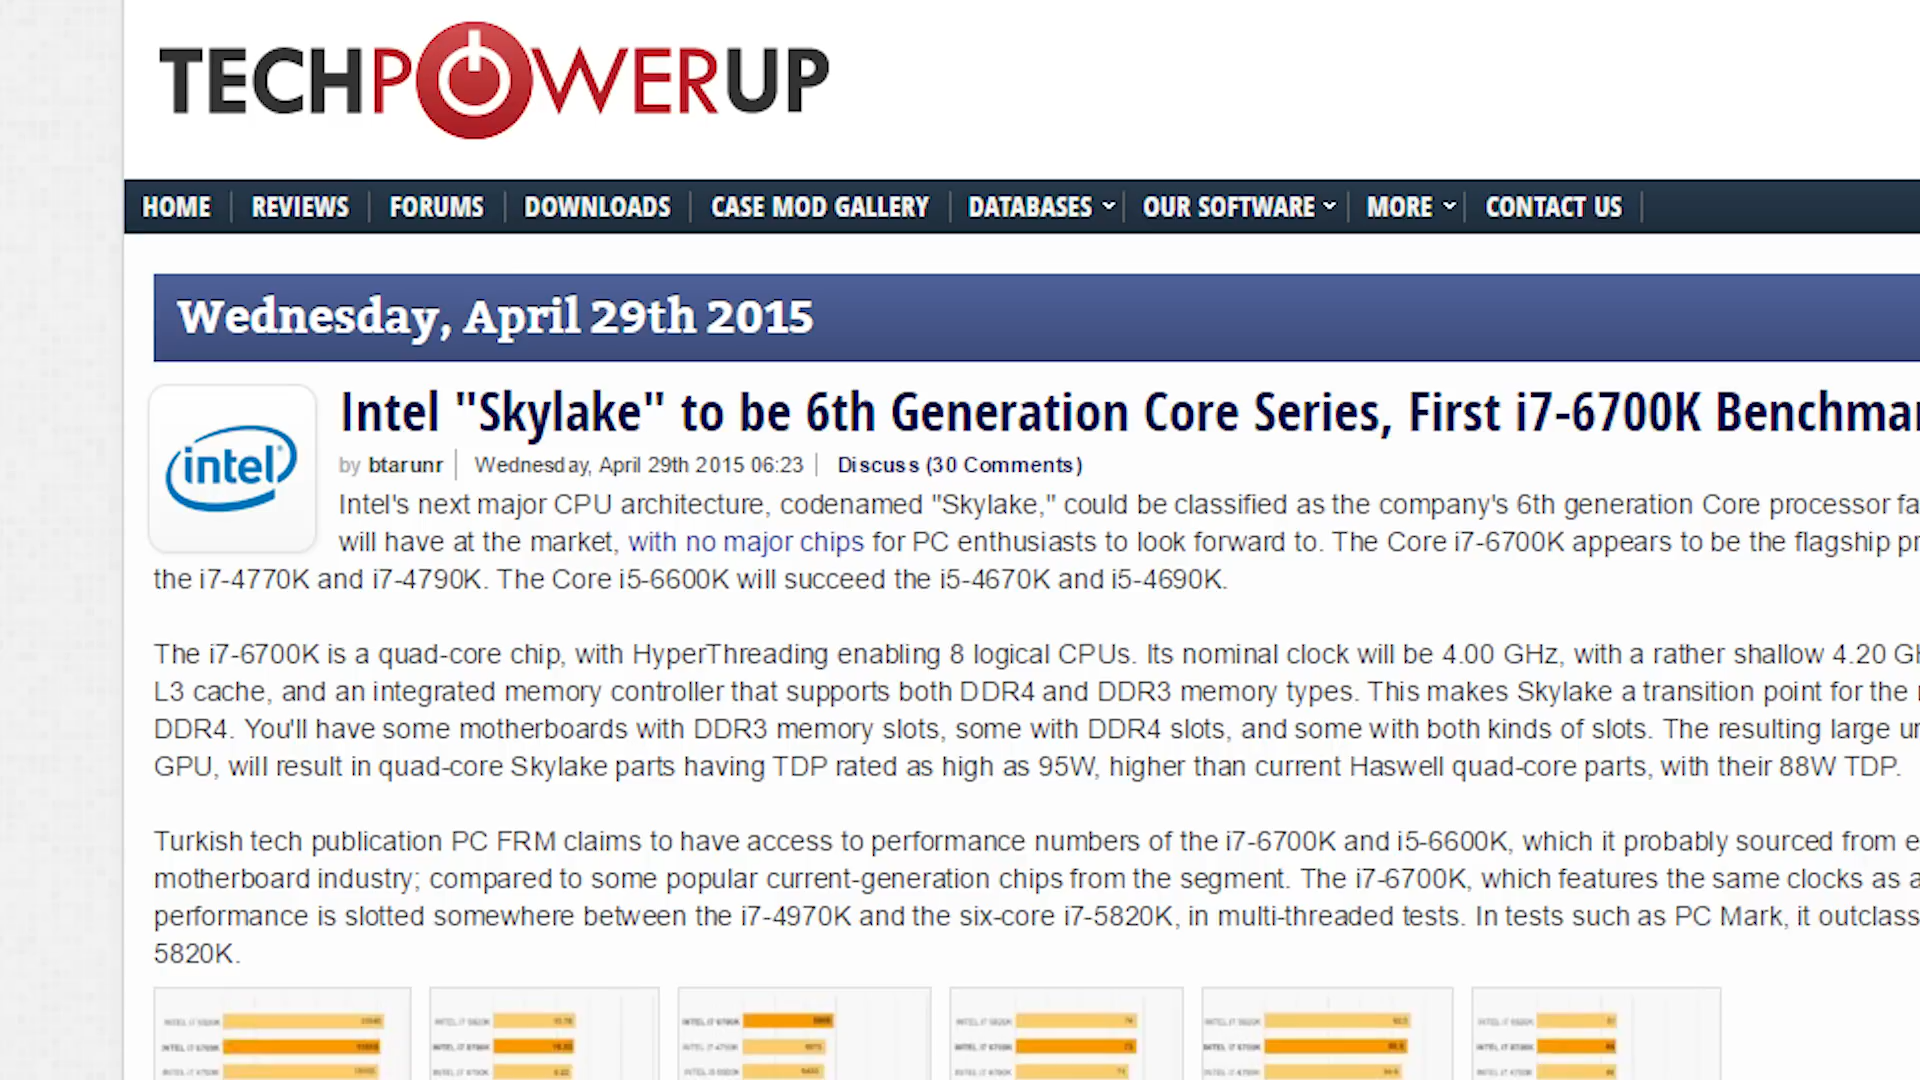 TECHPOWERUP
HOME REVIEWS FORUMS DOWNLOADS CASE MOD GALLERY DATABASES OUR SOFTWARE MORE CONTACT US
Wednesday, April 29th 2015
intel
Intel "Skylake" to be 6th Generation Core Series, First i7-6700K Benchmar
by btarunr Wednesday, April 29th 2015 06:23 Discuss (30 Comments)
Intel's next major CPU architecture, codenamed "Skylake," could be classified as the company's 6th generation Core processor fa
will have at the market, with no major chips for PC enthusiasts to look forward to. The Core i7-6700K appears to be the flagship pr
the i7-4770K and i7-4790K. The Core i5-6600K will succeed the i5-4670K and i5-4690K.
The i7-6700K is a quad-core chip, with HyperThreading enabling 8 logical CPUs. Its nominal clock will be 4.00 GHz, with a rather shallow 4.20 GH
L3 cache, and an integrated memory controller that supports both DDR4 and DDR3 memory types. This makes Skylake a transition point for the
DDR4. You'll have some motherboards with DDR3 memory slots, some with DDR4 slots, and some with both kinds of slots. The resulting large un
GPU, will result in quad-core Skylake parts having TDP rated as high as 95W, higher than current Haswell quad-core parts, with their 88W TDP.
Turkish tech publication PC FRM claims to have access to performance numbers of the i7-6700K and i5-6600K, which it probably sourced from e
motherboard industry; compared to some popular current-generation chips from the segment. The i7-6700K, which features the same clocks as a
performance is slotted somewhere between the i7-4970K and the six-core i7-5820K, in multi-threaded tests. In tests such as PC Mark, it outclass
5820K.